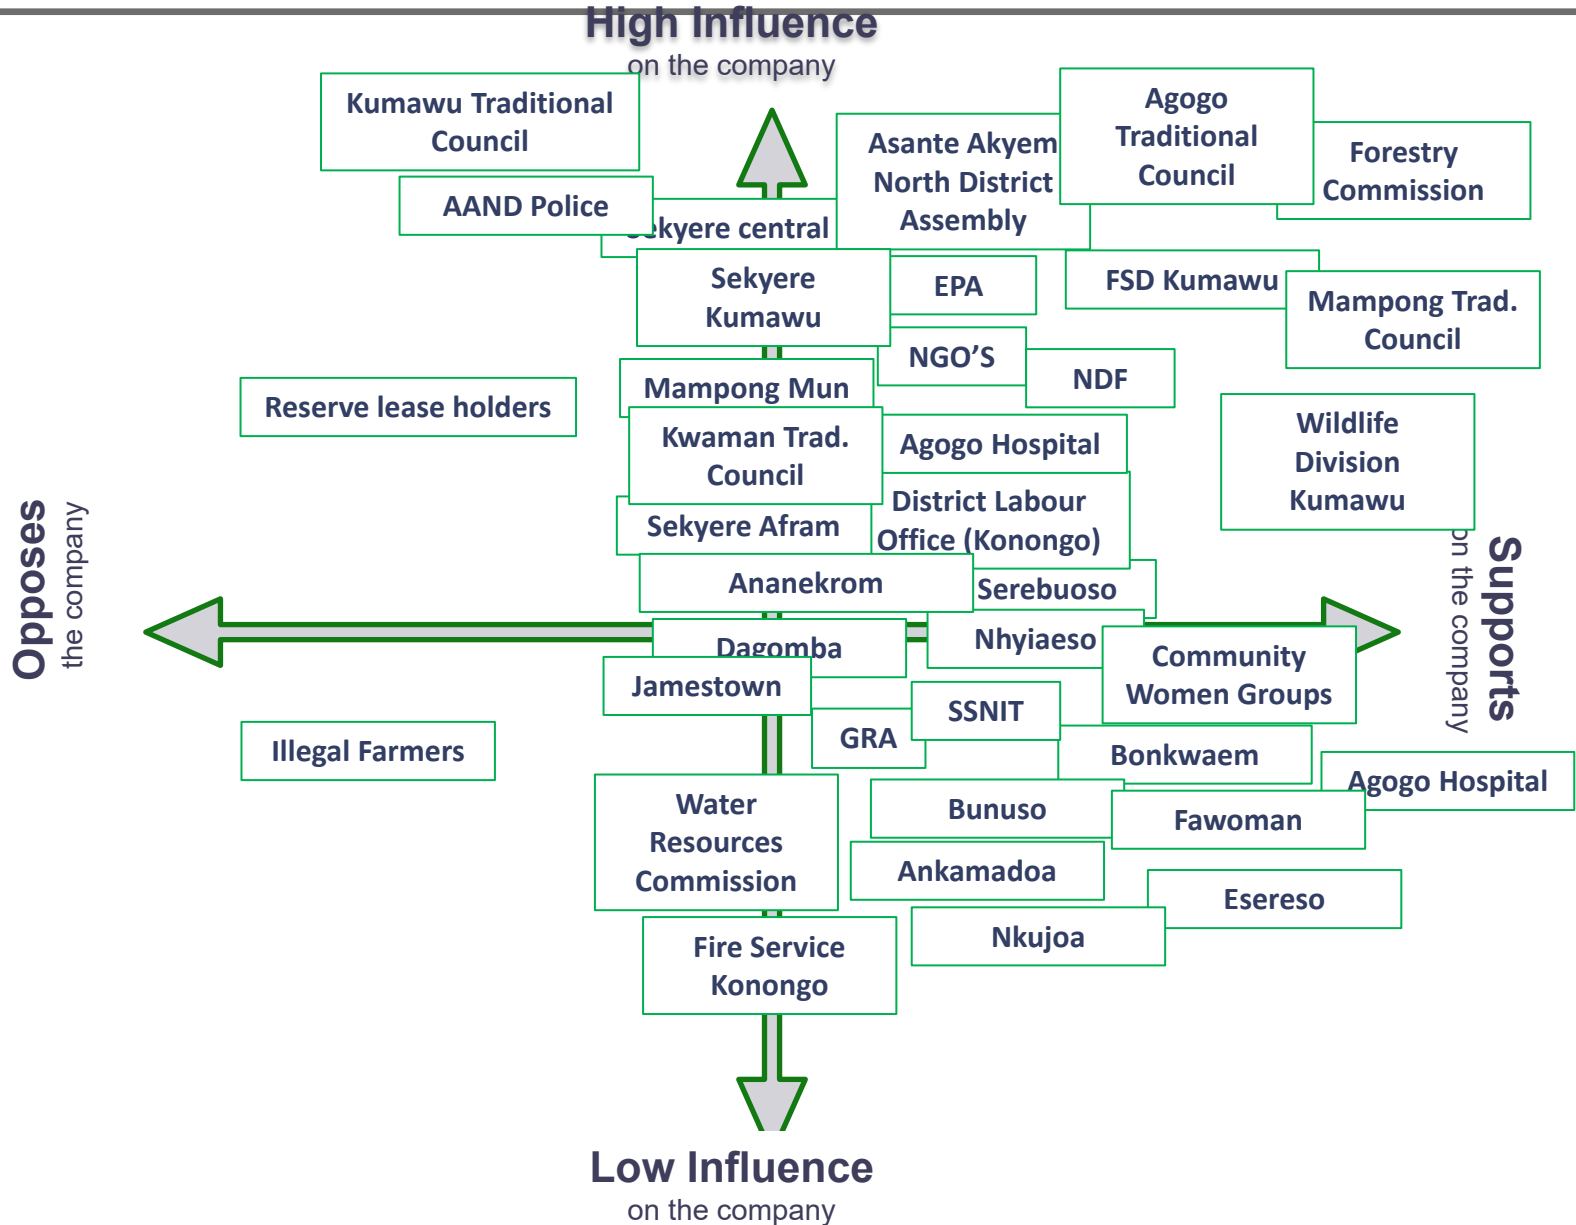 High Influence
on the company
Kumawu Traditional
Council
Agogo
Traditional
Council
Asante Akyem
North District
Assembly
Forestry
Commission
AAND Police
Sekyere central
Sekyere
Kumawu
EPA
FSD Kumawu
Mampong Trad.
Council
NGO’S
NDF
Mampong Mun
Reserve lease holders
Kwaman Trad.
Council
Agogo Hospital
Wildlife
Division
Kumawu
District Labour
Office (Konongo)
Sekyere Afram
Ananekrom
Serebuoso
Opposes
the company
Supports
on the company
Dagomba
Nhyiaeso
Community
Women Groups
Jamestown
SSNIT
GRA
Illegal Farmers
Bonkwaem
Agogo Hospital
Water
Resources
Commission
Bunuso
Fawoman
Ankamadoa
Esereso
Nkujoa
Fire Service
Konongo
Low Influence
on the company